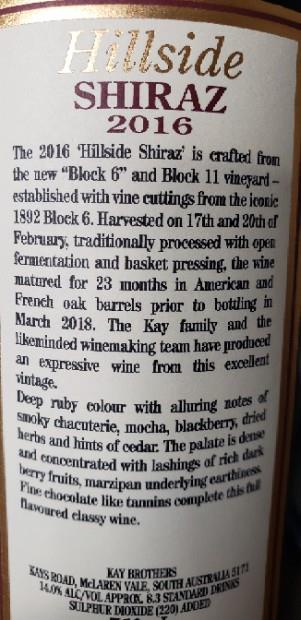 Hillside
SHIRAZ
2016
The 2016 'Hillside Shiraz' is crafted from
the new "Block 6" and Block 11 vineyard –
established with vine cuttings from the iconic
1892 Block 6. Harvested on 17th and 20th of
February, traditionally processed with open
fermentation and basket pressing, the wine
matured for 23 months in American and
French oak barrels prior to bottling in
March 2018. The Kay family and the
likeminded winemaking team have produced
an expressive wine from this excellent
vintage.
Deep ruby colour with alluring notes of
smoky chacuterie, mocha, blackberry, dried
herbs and hints of cedar. The palate is dense
and concentrated with lashings of rich dark
berry fruits, marzipan underlying earthiness.
Fine chocolate like tannins complete this full
flavoured classy wine.
KAY BROTHERS
KAYS ROAD, McLAREN VALE, SOUTH AUSTRALIA 5171
14.0% ALC/VOL APPROX. 8.3 STANDARD DRINKS
SULPHUR DIOXIDE (220) ADDED